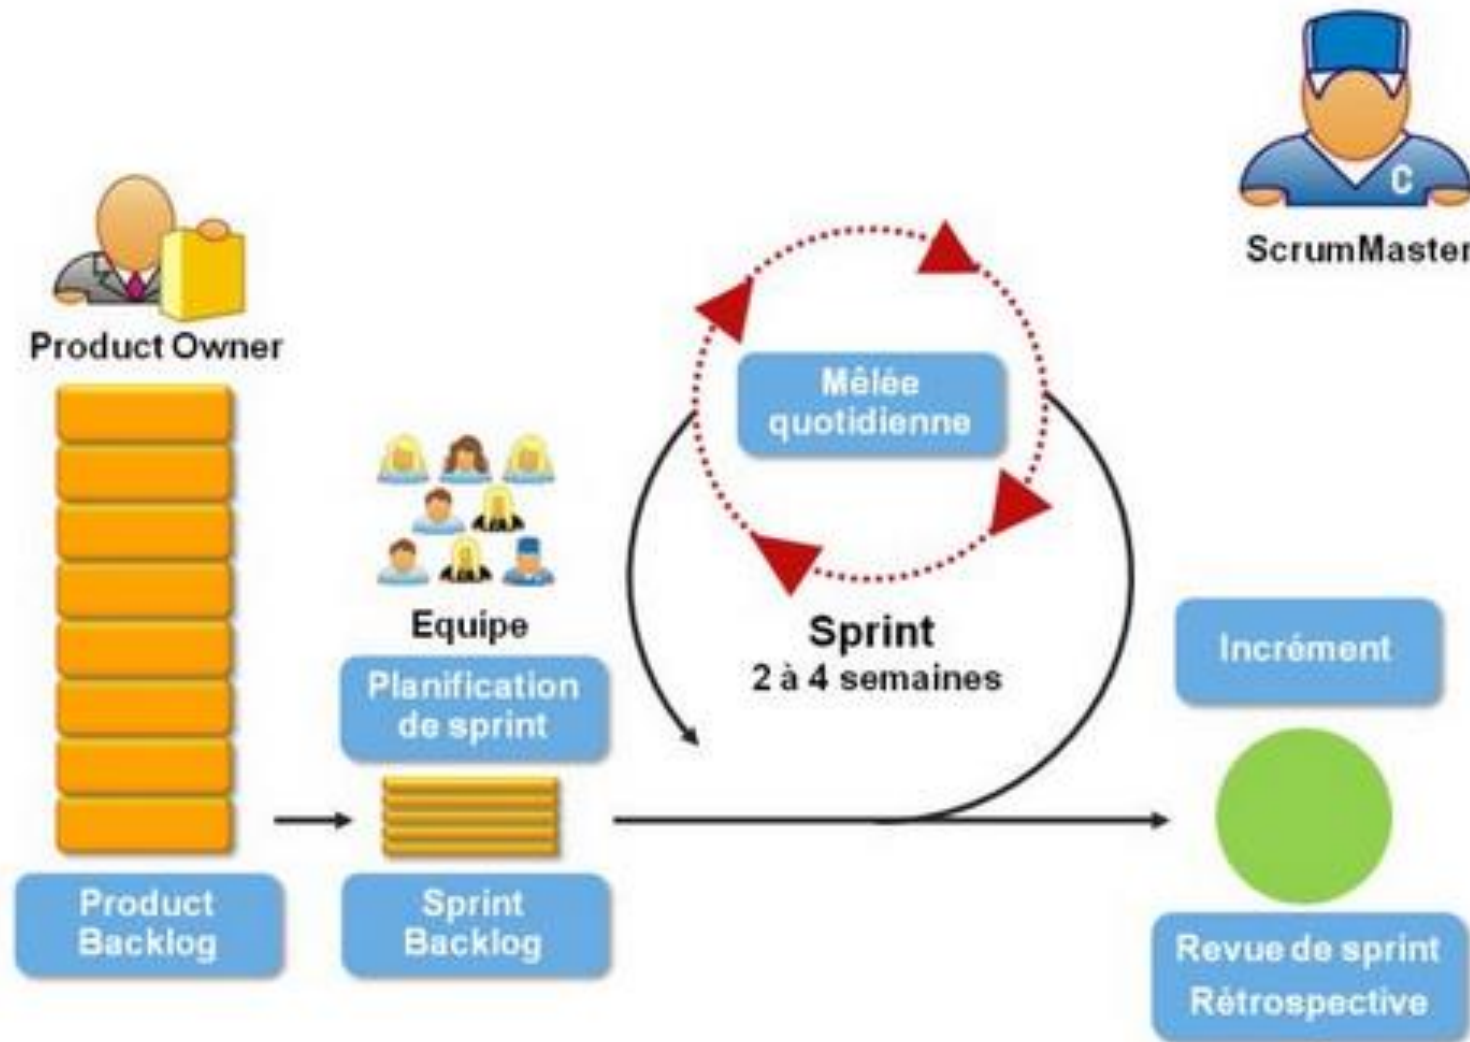 ScrumMaster
C
Product Owner
Mêlée
quotidienne
Equipe
Planification
de sprint
Sprint
2 à 4 semaines
Incrément
Product
Backlog
Sprint
Backlog
Revue de sprint
Rétrospective